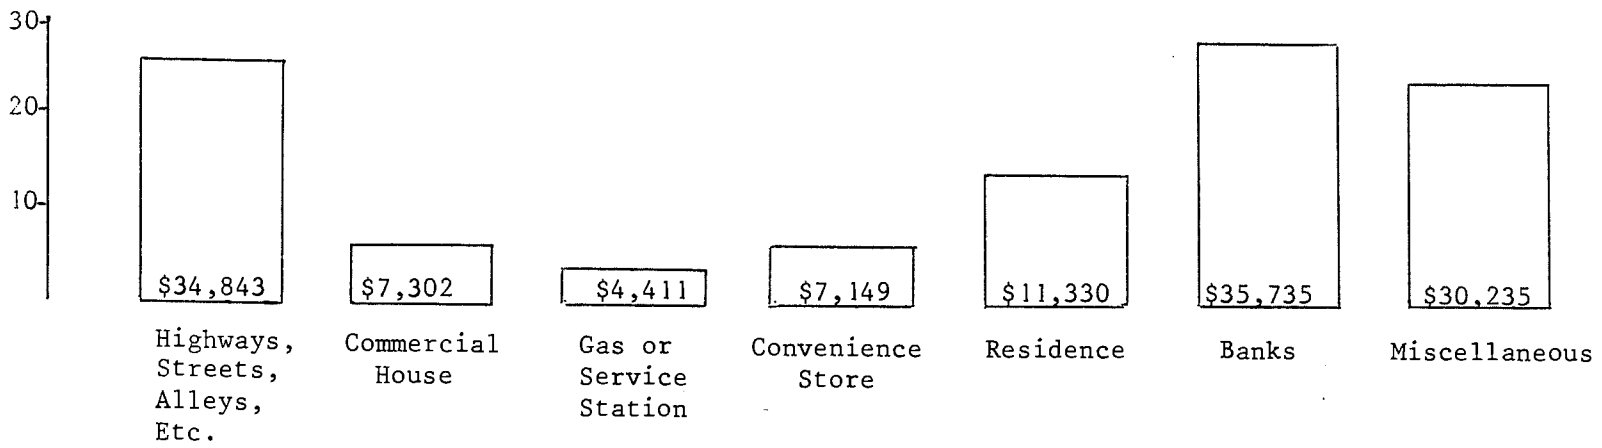 30
20
10
$34,843
$7,302
$4,411
$7,149
$11,330
$35,735
$30,235
Highways,
Streets,
Alleys,
Etc.
Commercial
House
Gas or
Service
Station
Convenience
Store
Residence
Banks
Miscellaneous